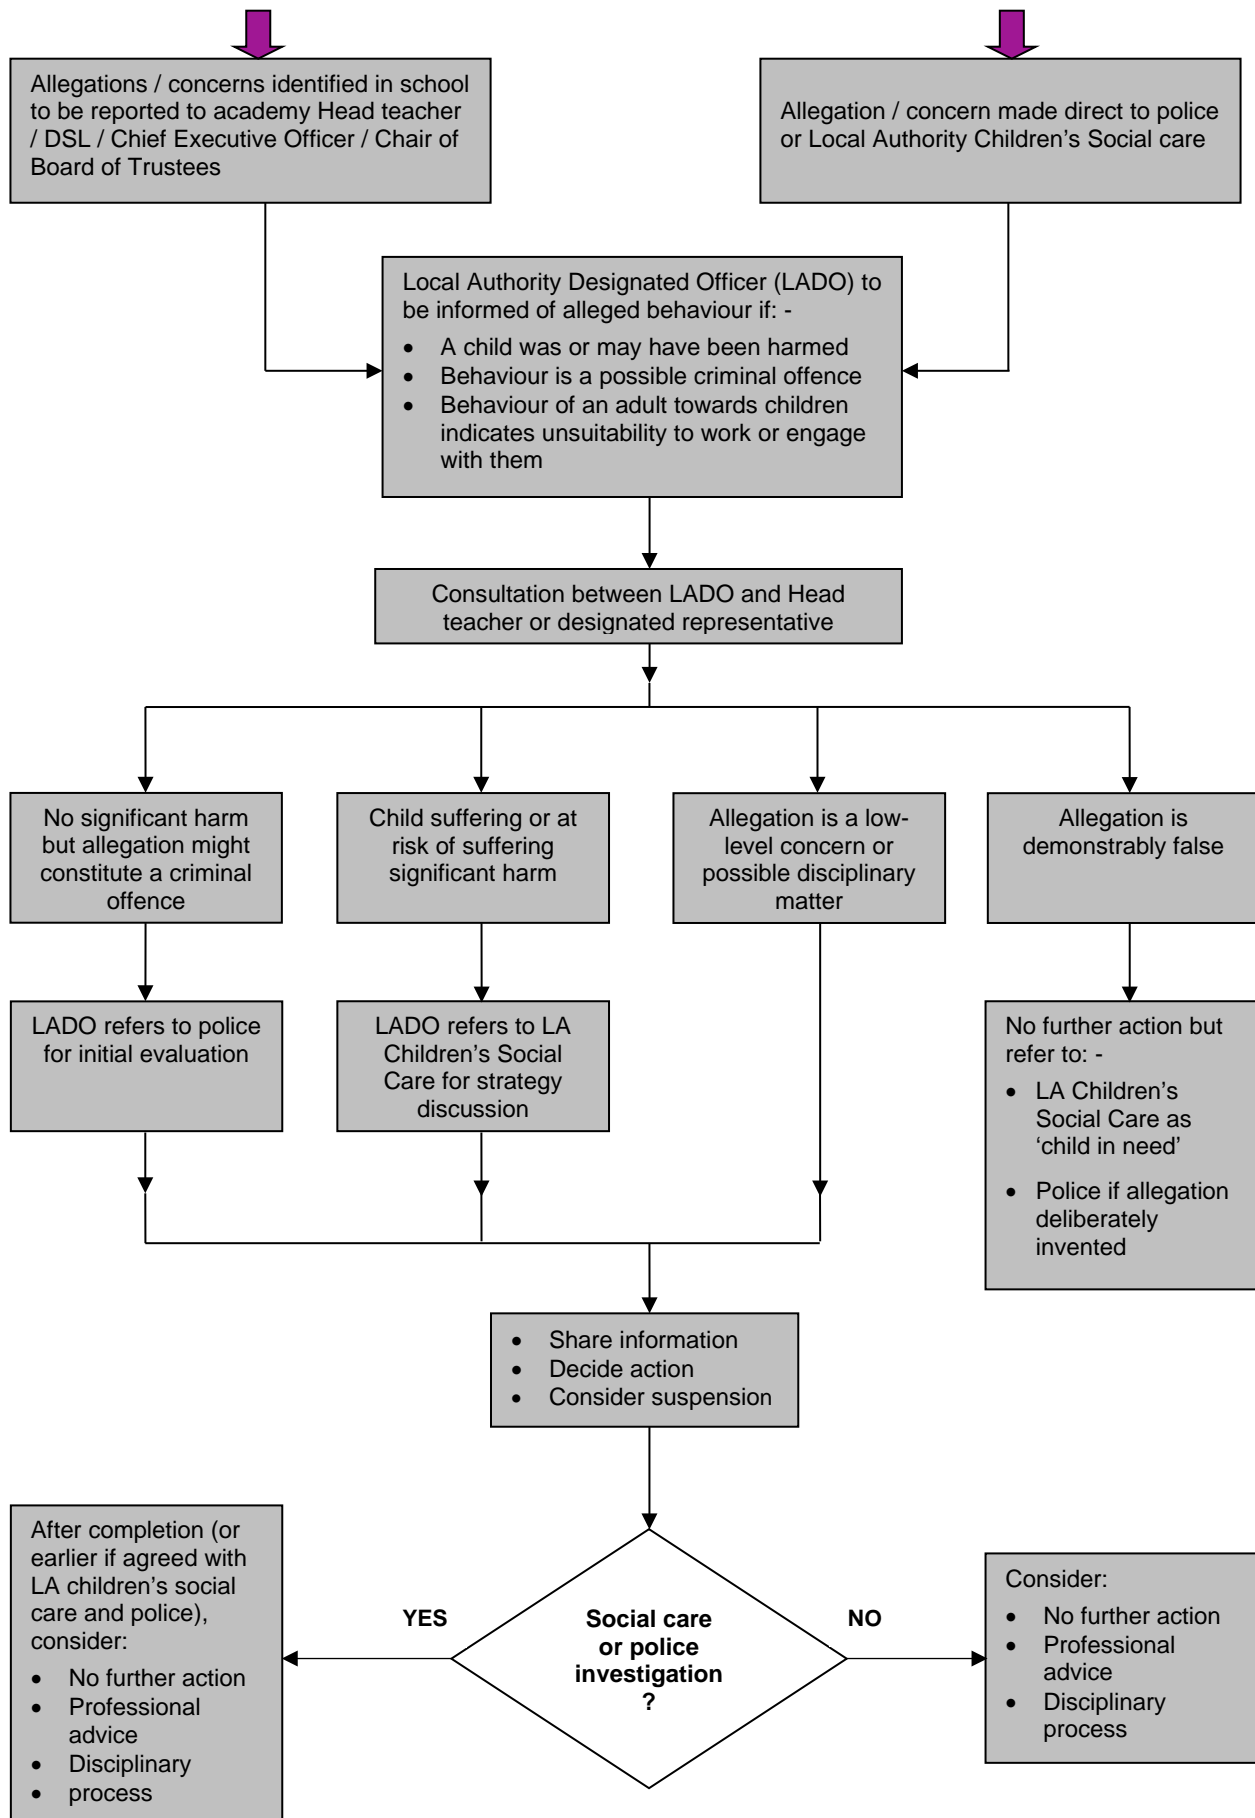 Allegations / concerns identified in school
to be reported to academy Head teacher
/ DSL / Chief Executive Officer / Chair of
Board of Trustees
Allegation / concern made direct to police
or Local Authority Children’s Social care
Local Authority Designated Officer (LADO) to
be informed of alleged behaviour if: -
• A child was or may have been harmed
• Behaviour is a possible criminal offence
• Behaviour of an adult towards children
indicates unsuitability to work or engage
with them
Consultation between LADO and Head
teacher or designated representative
No significant harm
but allegation might
constitute a criminal
offence
Child suffering or at
risk of suffering
significant harm
Allegation is a low-
level concern or
possible disciplinary
matter
Allegation is
demonstrably false
LADO refers to police
for initial evaluation
LADO refers to LA
Children’s Social
Care for strategy
discussion
No further action but
refer to: -
• LA Children’s
Social Care as
‘child in need’
• Police if allegation
deliberately
invented
• Share information
• Decide action
• Consider suspension
After completion (or
earlier if agreed with
LA children’s social
care and police),
consider:
• No further action
• Professional
advice
• Disciplinary
• process
YES
Social care
or police
investigation
?
NO
Consider:
• No further action
• Professional
advice
• Disciplinary
process